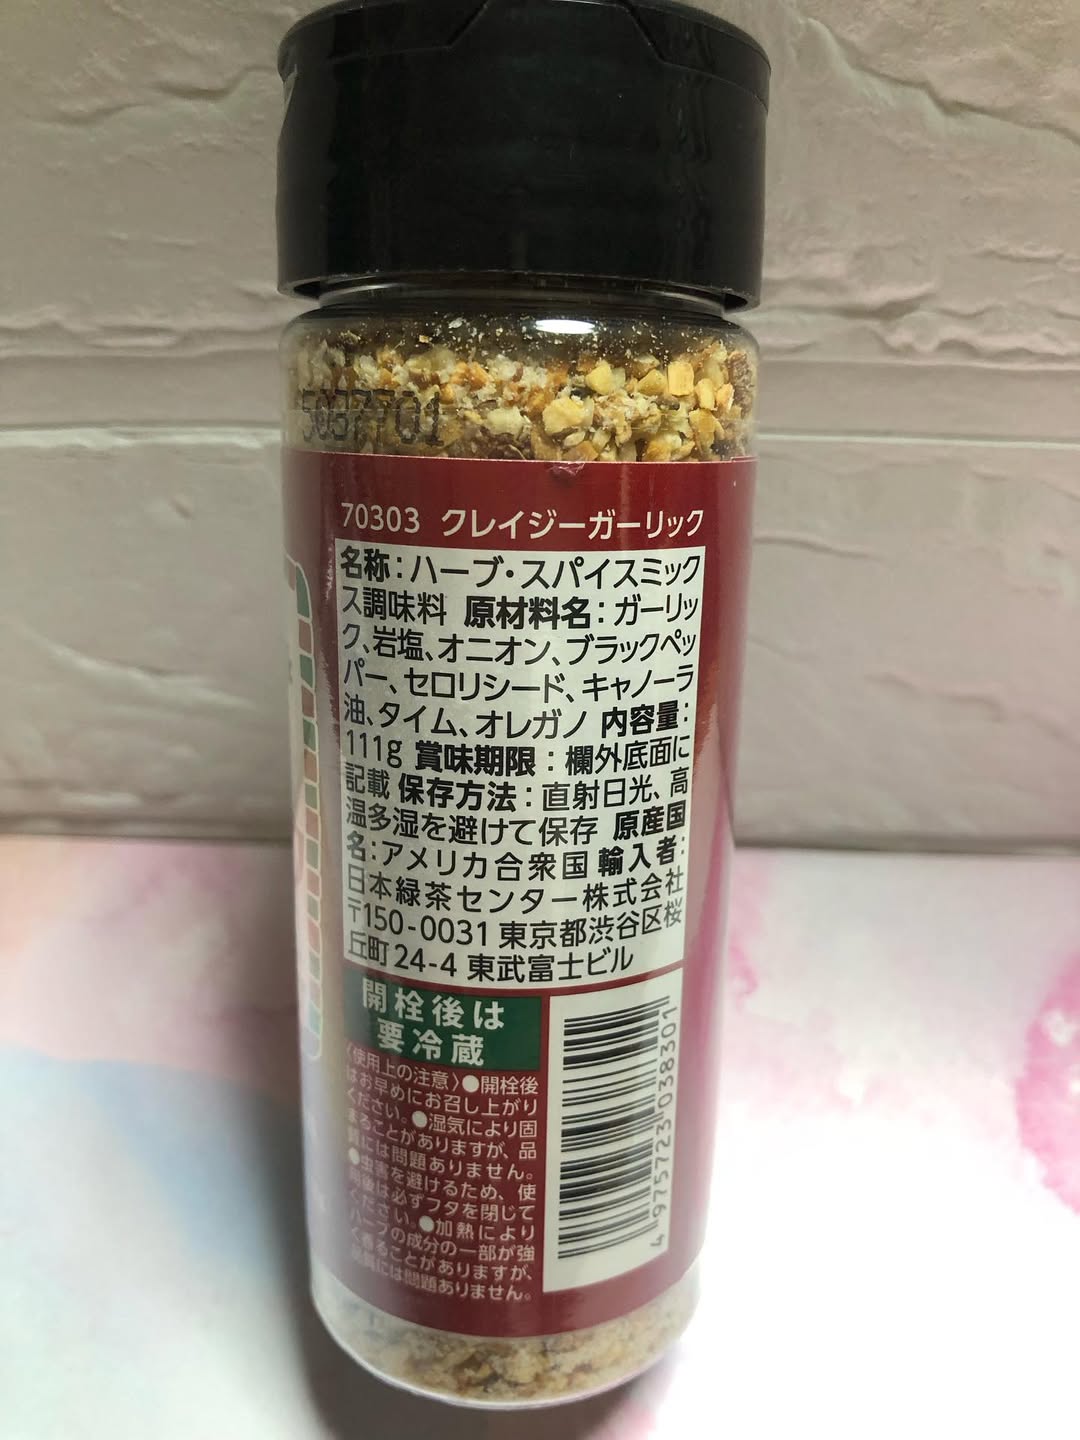 5037701
70303 クレイジーガーリック
名称:ハーブ・スパイスミック
ス調味料 原材料名:ガーリッ
ク、岩塩、オニオン、ブラックペッ
パー、セロリシード、キャノーラ
油、タイム、オレガノ 内容量:
111g 賞味期限:欄外底面に
記載 保存方法:直射日光、高
温多湿を避けて保存 原産国
名:アメリカ合衆国 輸入者:
日本緑茶センター株式会社
〒150-0031 東京都渋谷区桜
丘町24-4 東武富士ビル
開栓後は
要冷蔵
〈使用上の注意〉●開栓後
はお早めにお召し上がり
ください。●湿気により固
まることがありますが、品
質には問題ありません。
●虫害を避けるため、使
用後は必ずフタを閉じて
ください。●加熱により
ハーブの成分の一部が強
く香ることがありますが、
品質には問題ありません。
4975723038301